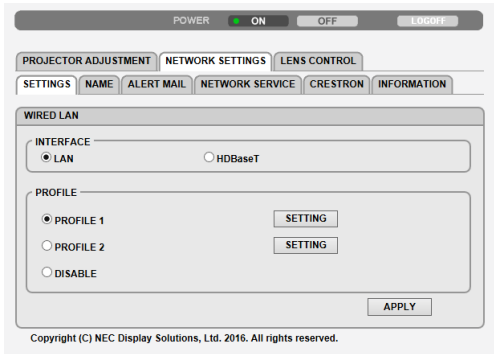 POWER ON OFF LOGOFF
PROJECTOR ADJUSTMENT NETWORK SETTINGS LENS CONTROL
SETTINGS NAME ALERT MAIL NETWORK SERVICE CRESTRON INFORMATION
WIRED LAN
INTERFACE
LAN HDBaseT
PROFILE
PROFILE 1 SETTING
PROFILE 2 SETTING
DISABLE
APPLY
Copyright (C) NEC Display Solutions, Ltd. 2016. All rights reserved.